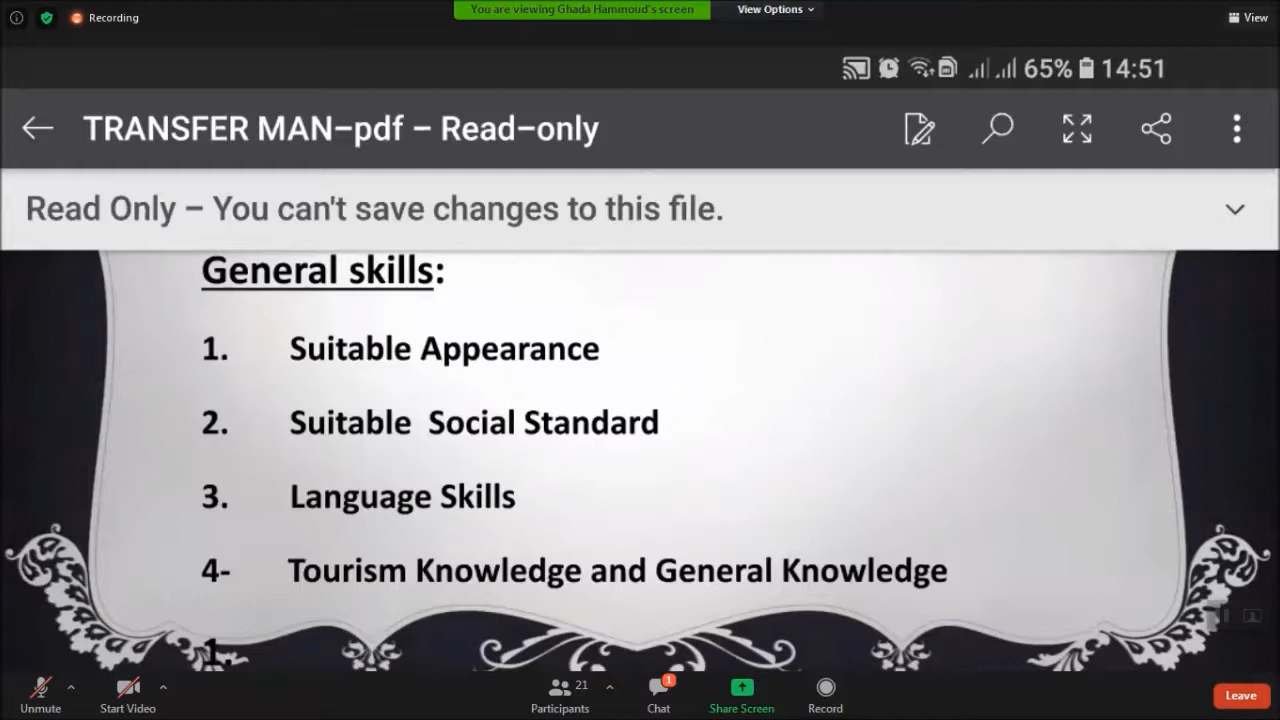 Recording
You are viewing Ghada Hammoud's screen
View Options
View
65% 14:51
TRANSFER MAN-pdf - Read-only
Read Only - You can't save changes to this file.
General skills:
1. Suitable Appearance
2. Suitable Social Standard
3. Language Skills
4- Tourism Knowledge and General Knowledge
1.
Unmute
Start Video
21
Participants
1
Chat
Share Screen
Record
Leave